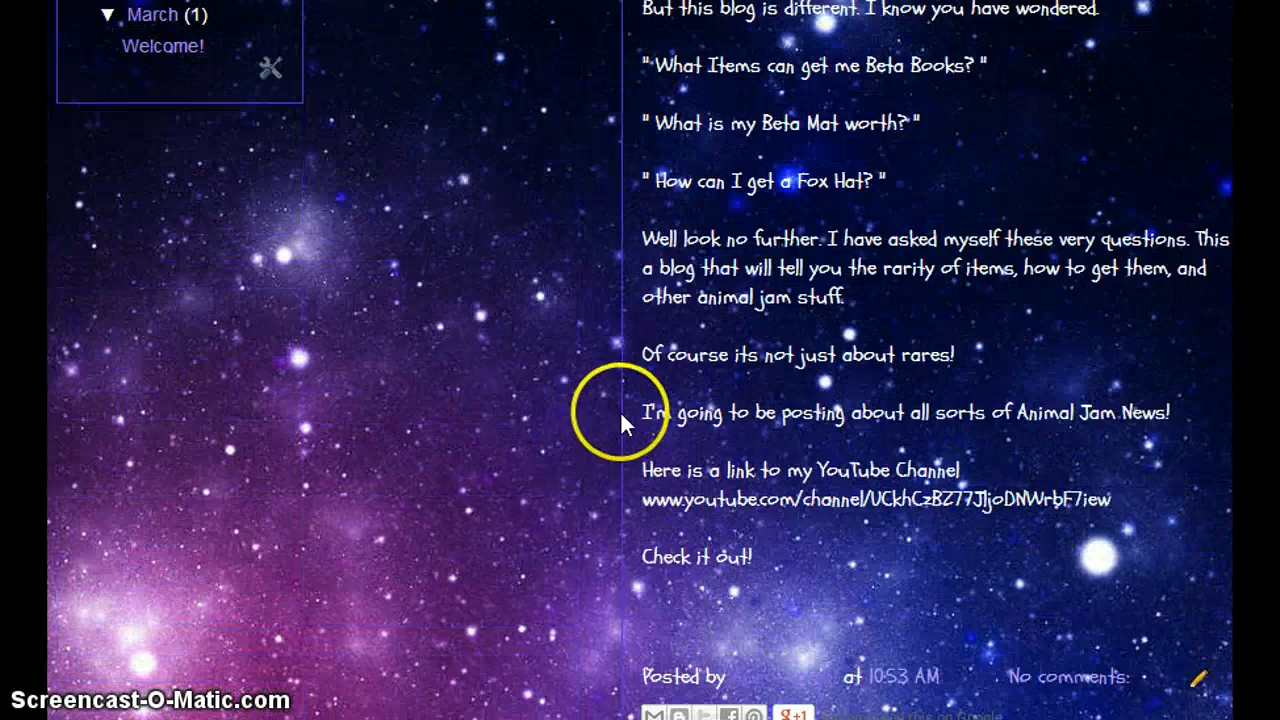 March (1)
Welcome!
But this blog is different. I know you have wondered.
" What Items can get me Beta Books? "
" What is my Beta Mat worth? "
" How can I get a Fox Hat? "
Well look no further. I have asked myself these very questions. This
a blog that will tell you the rarity of items, how to get them, and
other animal jam stuff.
Of course its not just about rares!
I'm going to be posting about all sorts of Animal Jam News!
Here is a link to my YouTube Channel
www.youtube.com/channel/UCkhCzBZ77JljoDNWrbF7iew
Check it out!
Posted by at 10:53 AM No comments:
g+1
Screencast-O-Matic.com